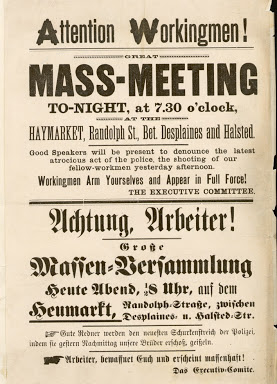 Attention Workingmen!
GREAT
MASS-MEETING
TO-NIGHT, at 7.30 o'clock,
AT THE
HAYMARKET, Randolph St., Bet. Desplaines and Halsted.
Good Speakers will be present to denounce the latest
atrocious act of the police, the shooting of our
fellow-workmen yesterday afternoon.
Workingmen Arm Yourselves and Appear in Full Force!
THE EXECUTIVE COMMITTEE.
Achtung, Arbeiter!
Große
Massen-Versammlung
Heute Abend, ½8 Uhr, auf dem
Heumarkt, Randolph-Straße, zwischen
Desplaines- u. Halsted-Str.
☞ Gute Redner werden den neuesten Schurkenstreich der Polizei,
indem sie gestern Nachmittag unsere Brüder erschoß, geißeln.
☞ Arbeiter, bewaffnet Euch und erscheint massenhaft!
Das Executiv-Comite.